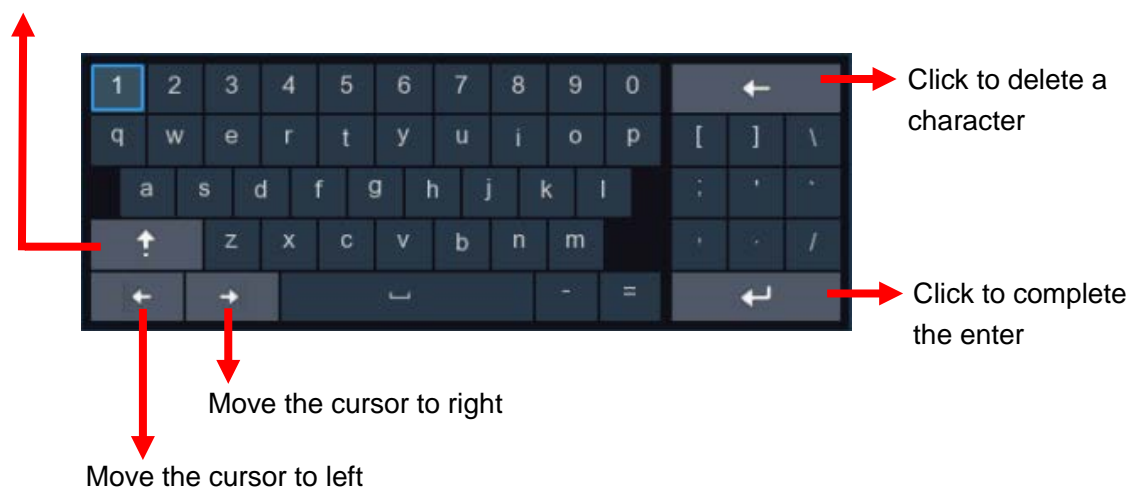 1 2 3 4 5 6 7 8 9 0
Click to delete a
character
q w e r t y u i o p [ ] \
a s d f g h j k l ; ' `
z x c v b n m , . /
- =
Click to complete
the enter
Move the cursor to right
Move the cursor to left